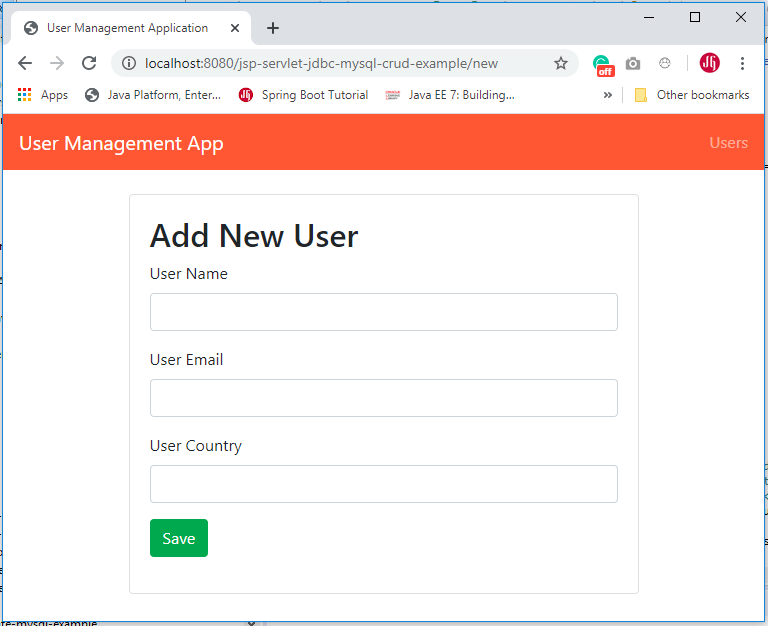 User Management Application
localhost:8080/jsp-servlet-jdbc-mysql-crud-example/new
off
Apps Java Platform, Enter... Spring Boot Tutorial Java EE 7: Building... » Other bookmarks
User Management App Users
Add New User
User Name
User Email
User Country
Save